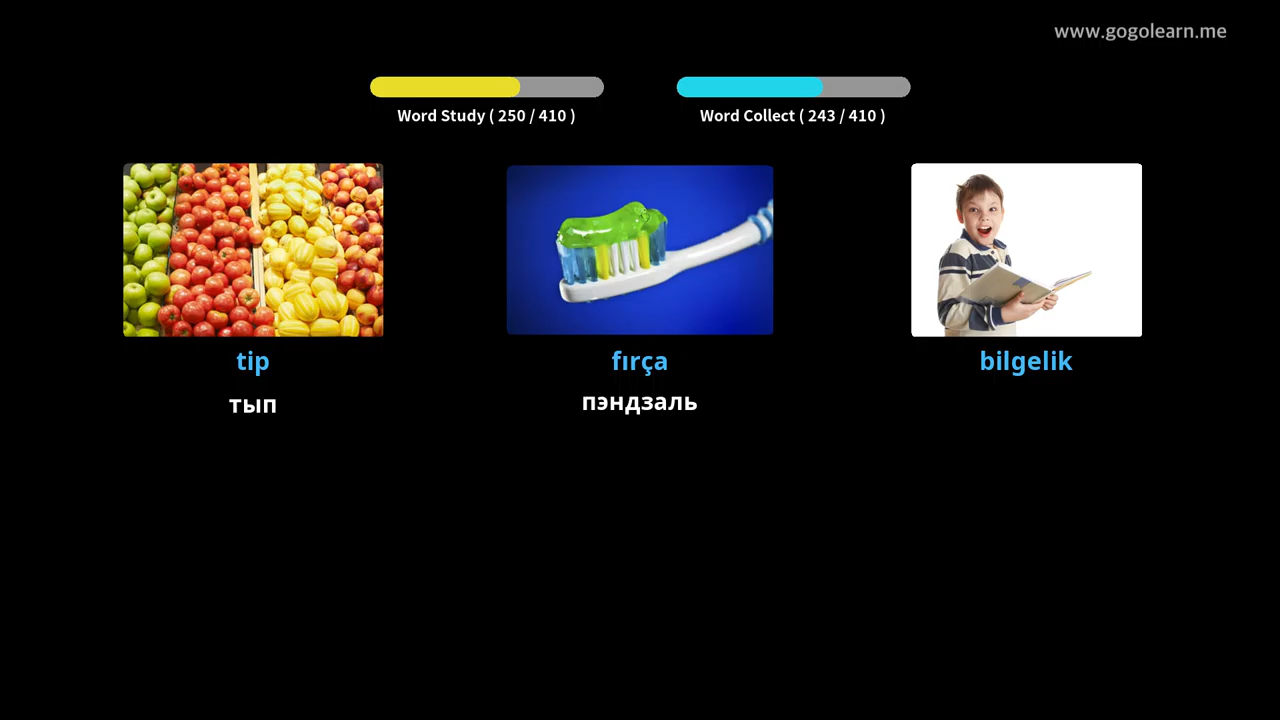 www.gogolearn.me
Word Study ( 250 / 410 )
Word Collect ( 243 / 410 )
tip
fırça
bilgelik
тып
пэндзаль